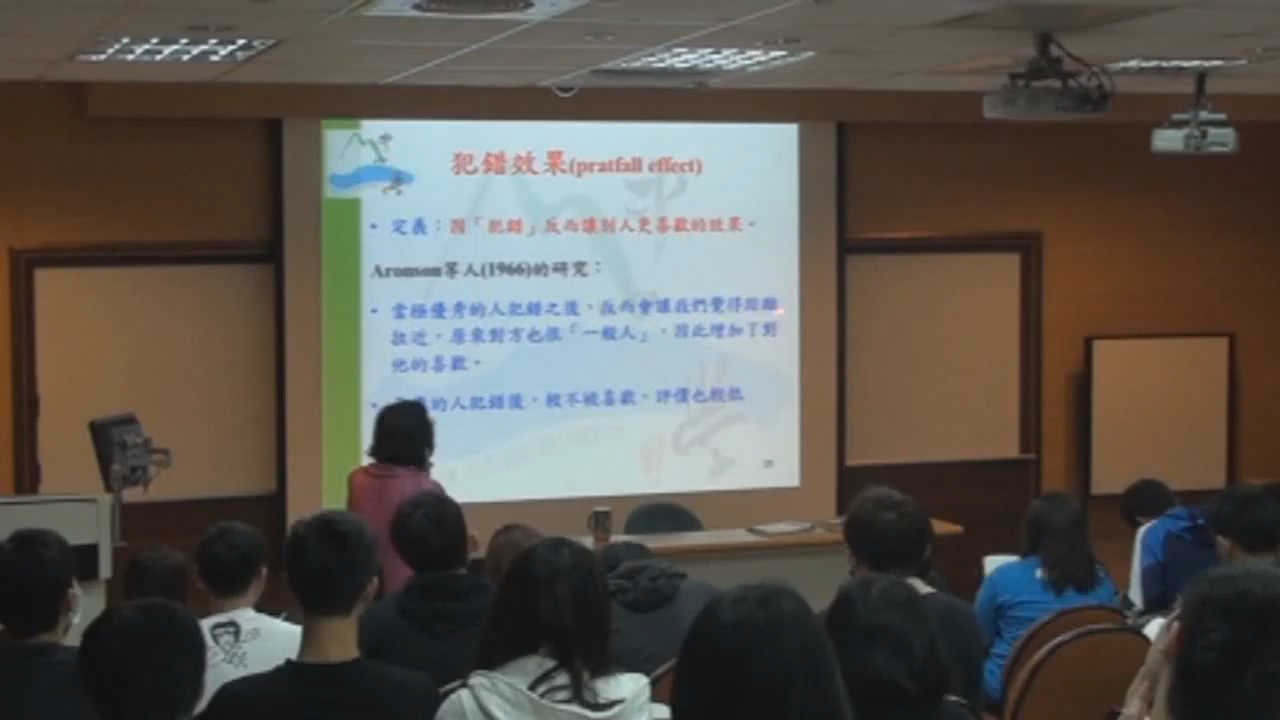 犯錯效果(pratfall effect)
• 定義：因「犯錯」反而讓別人更喜歡的效果。
Aronson等人(1966)的研究：
• 當極優秀的人犯錯之後，反而會讓我們覺得距離
拉近，原來對方也很「一般人」，因此增加了對
他的喜歡。
的人犯錯後，較不被喜歡，評價也較低